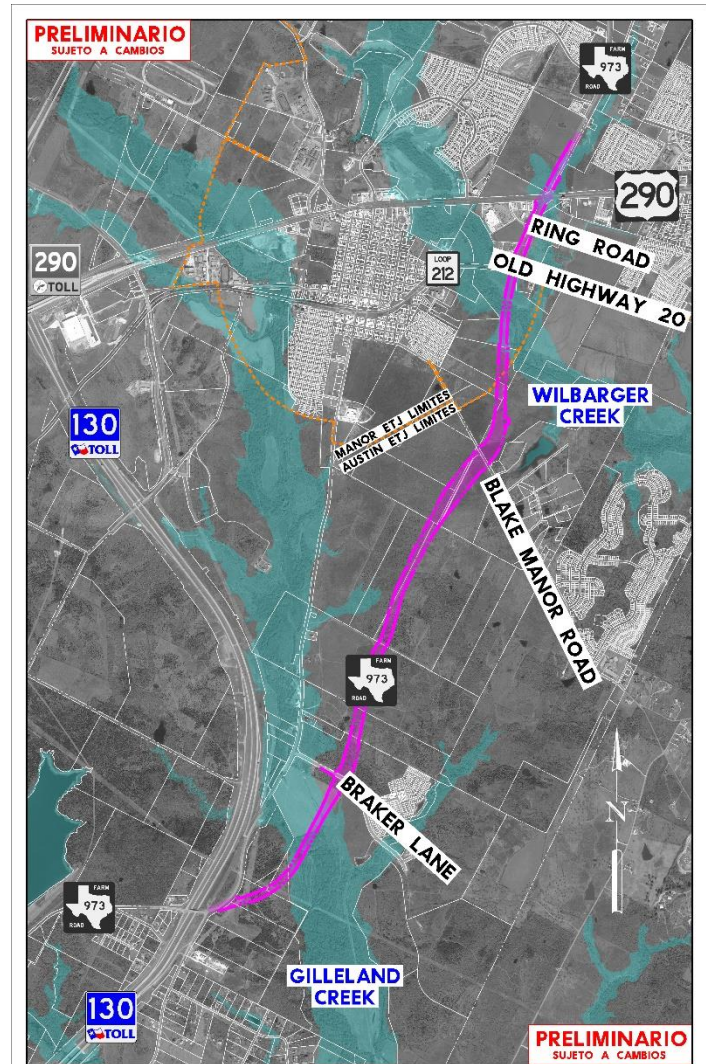 PRELIMINARIO
SUJETO A CAMBIOS
FARM
973
ROAD
290
RING ROAD
OLD HIGHWAY 20
290
TOLL
LOOP
212
WILBARGER
CREEK
130
TOLL
MANOR ETJ LIMITES
AUSTIN ETJ LIMITES
BLAKE MANOR ROAD
FARM
973
ROAD
N
BRAKER LANE
FARM
973
ROAD
GILLELAND
CREEK
130
TOLL
PRELIMINARIO
SUJETO A CAMBIOS